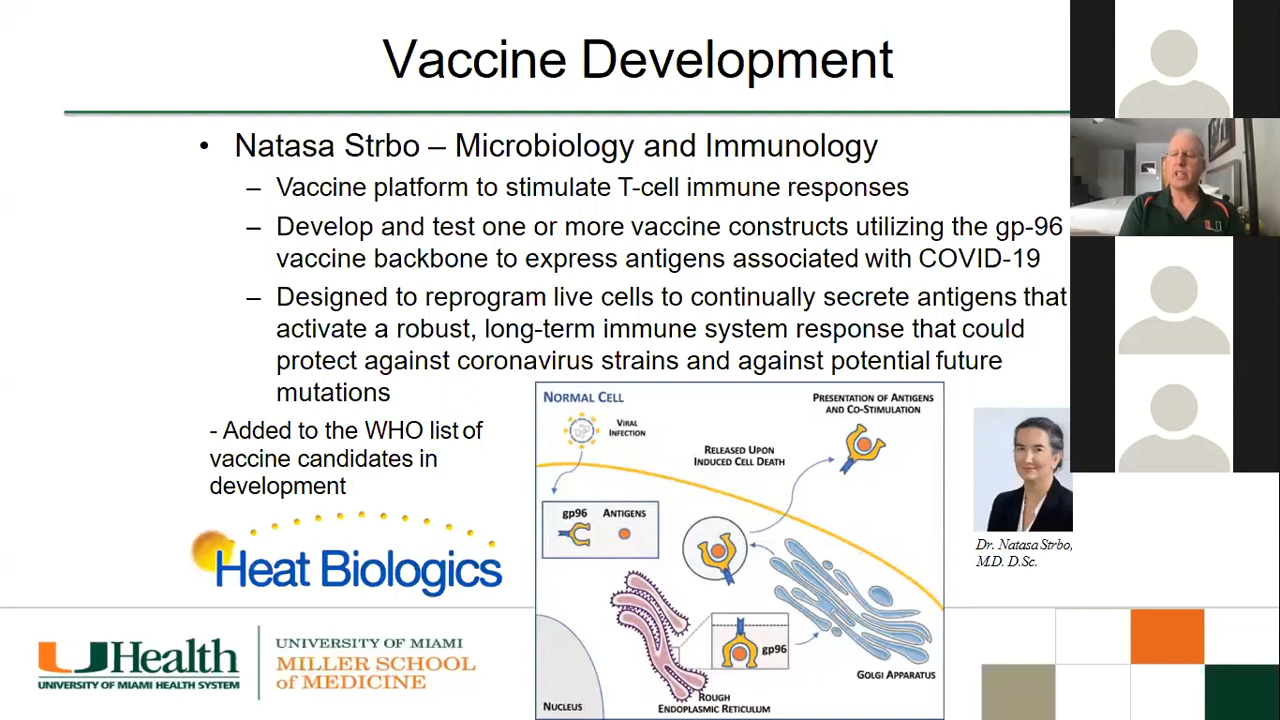 Vaccine Development
• Natasa Strbo – Microbiology and Immunology
– Vaccine platform to stimulate T-cell immune responses
– Develop and test one or more vaccine constructs utilizing the gp-96
vaccine backbone to express antigens associated with COVID-19
– Designed to reprogram live cells to continually secrete antigens that
activate a robust, long-term immune system response that could
protect against coronavirus strains and against potential future
mutations
- Added to the WHO list of
vaccine candidates in
development
Heat Biologics
NORMAL CELL
VIRAL
INFECTION
PRESENTATION OF ANTIGENS
AND CO-STIMULATION
RELEASED UPON
INDUCED CELL DEATH
gp96 ANTIGENS
gp96
GOLGI APPARATUS
ROUGH
ENDOPLASMIC RETICULUM
NUCLEUS
Dr. Natasa Strbo,
M.D. D.Sc.
UHealth
UNIVERSITY OF MIAMI HEALTH SYSTEM
UNIVERSITY OF MIAMI
MILLER SCHOOL
of MEDICINE
U